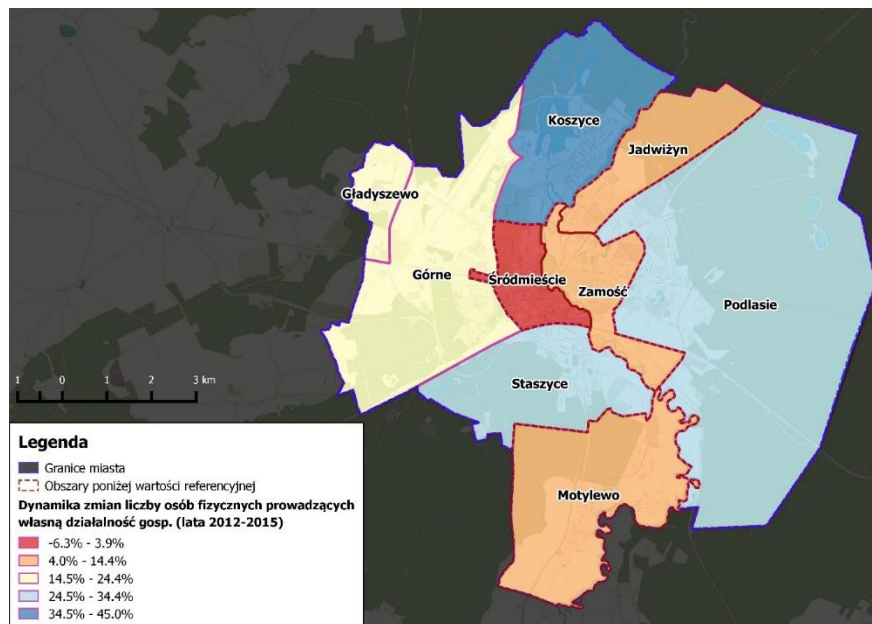 Koszyce
Jadwiżyn
Gładyszewo
Górne
Śródmieście
Zamość
Podlasie
Staszyce
Motylewo
1 0 1 2 3 km
Legenda
Granice miasta
Obszary poniżej wartości referencyjnej
Dynamika zmian liczby osób fizycznych prowadzących
własną działalność gosp. (lata 2012-2015)
-6.3% - 3.9%
4.0% - 14.4%
14.5% - 24.4%
24.5% - 34.4%
34.5% - 45.0%